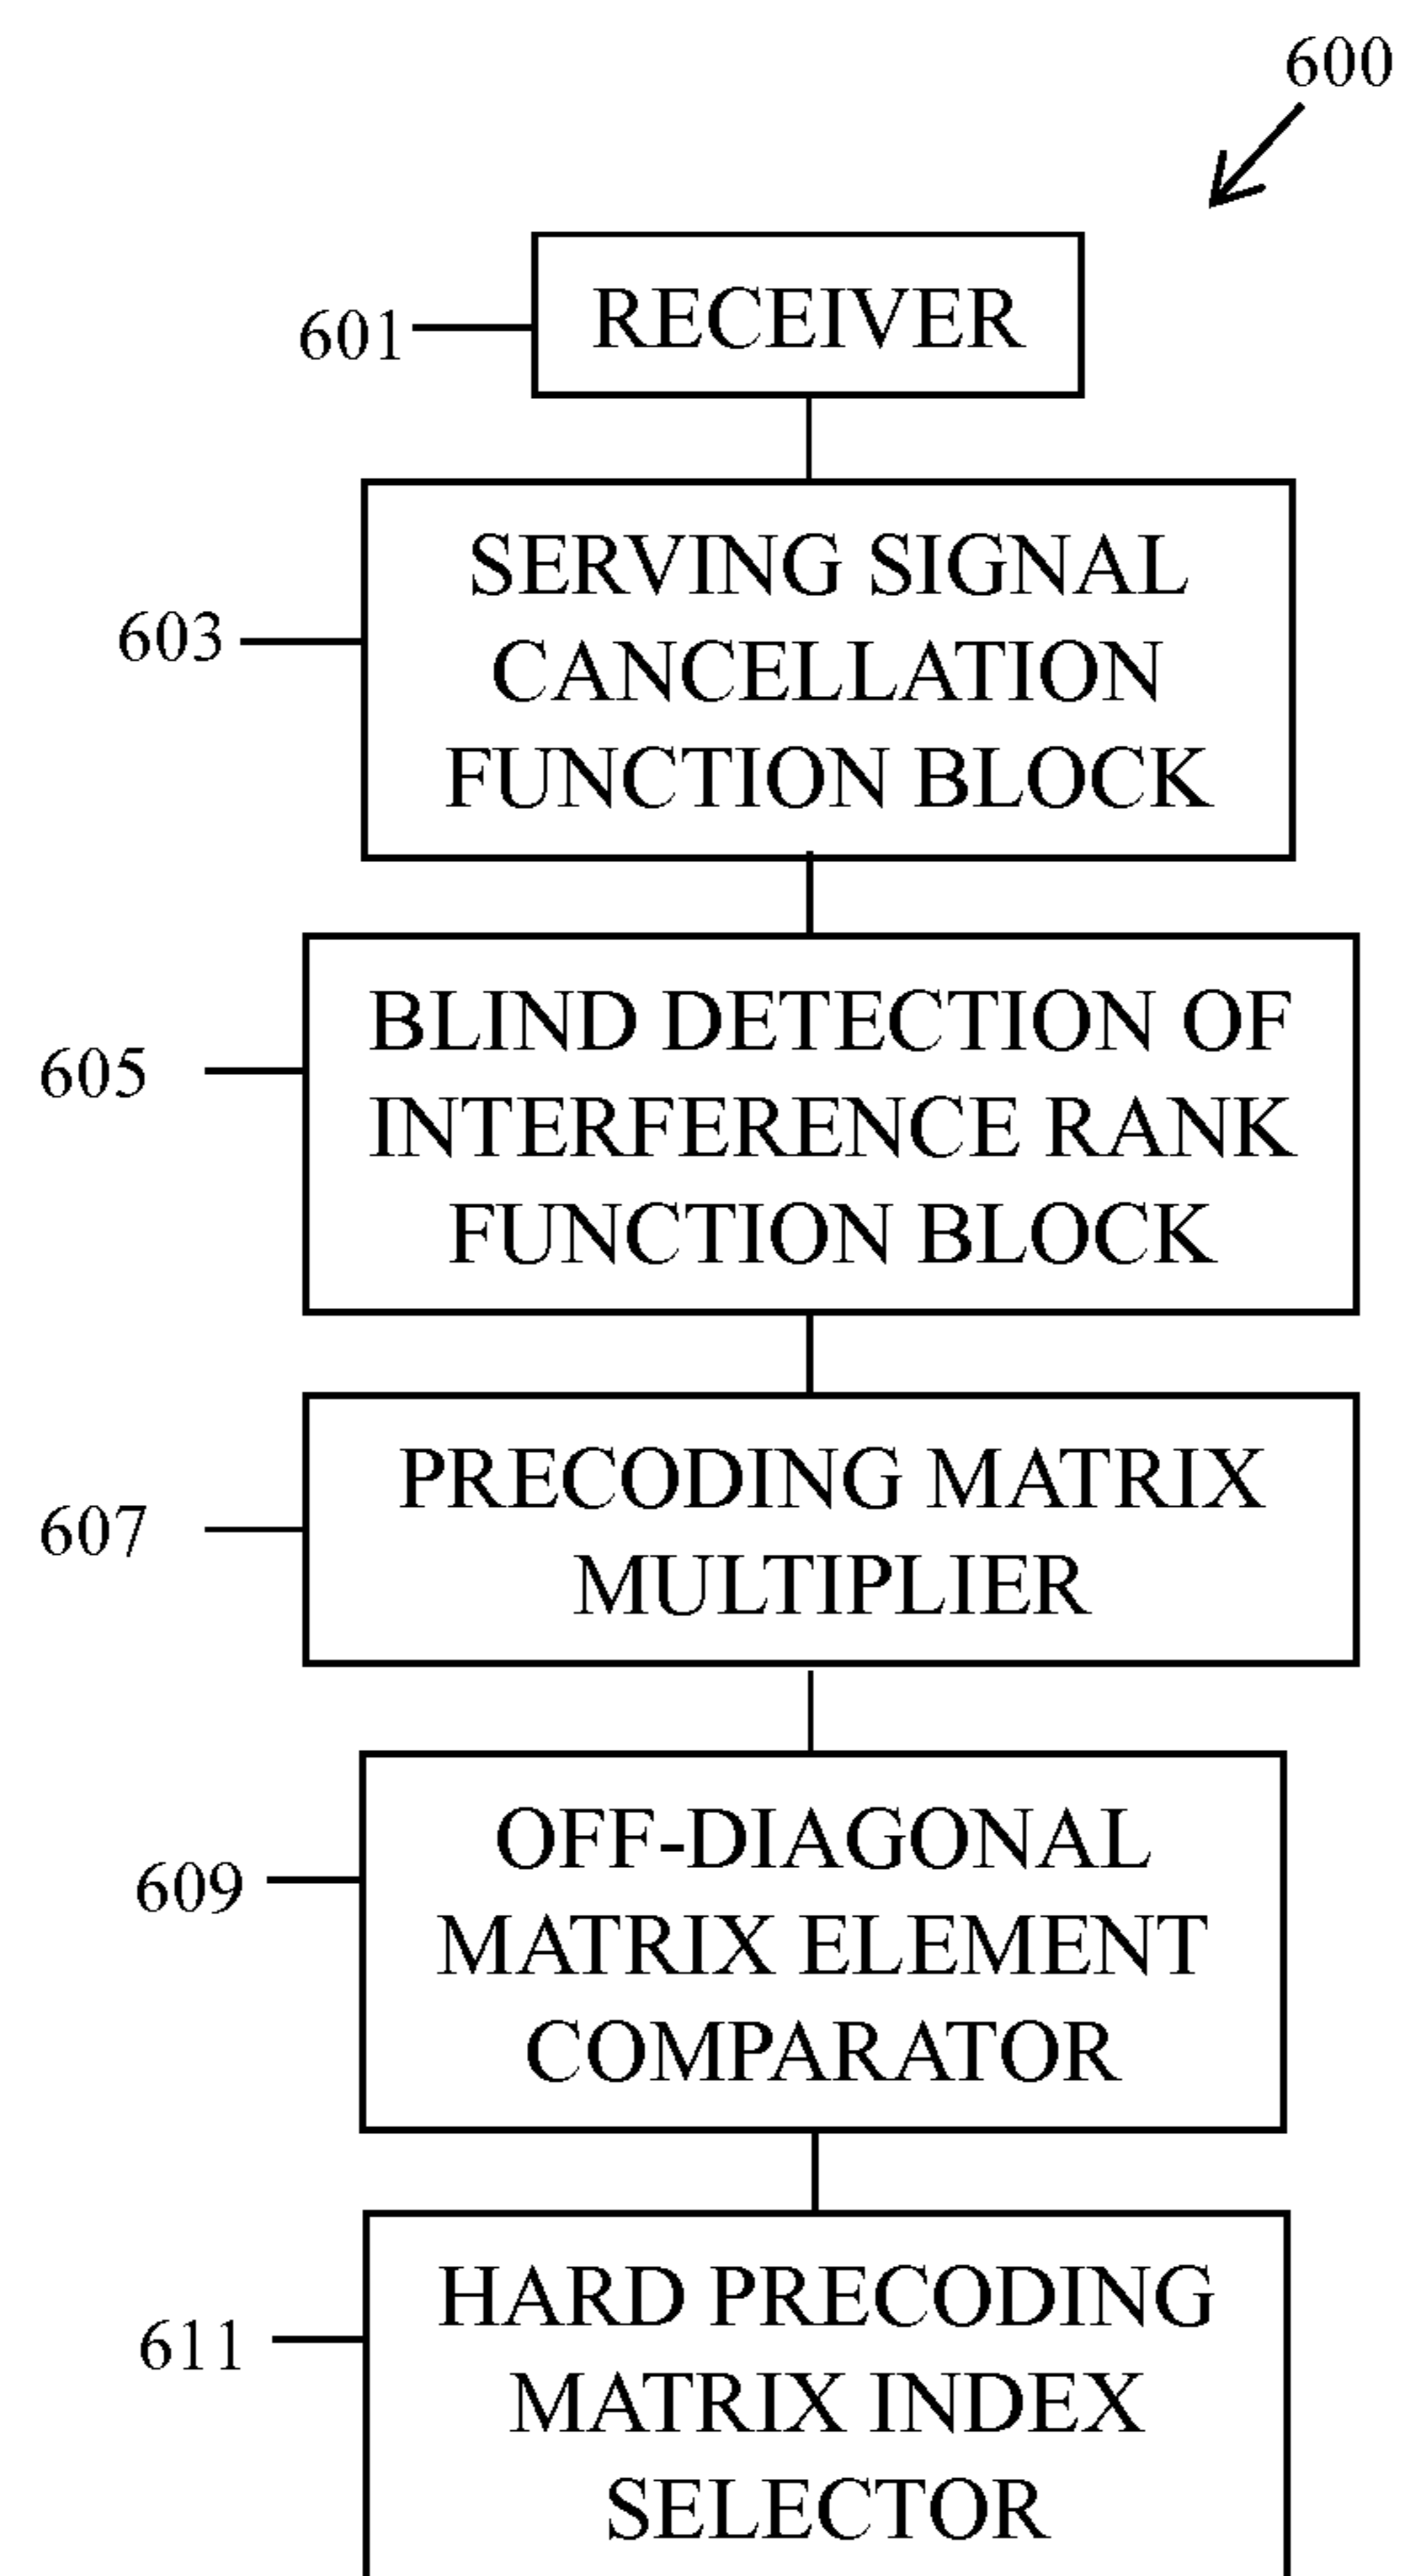 600
601
RECEIVER
603
SERVING SIGNAL
CANCELLATION
FUNCTION BLOCK
605
BLIND DETECTION OF
INTERFERENCE RANK
FUNCTION BLOCK
607
PRECODING MATRIX
MULTIPLIER
609
OFF-DIAGONAL
MATRIX ELEMENT
COMPARATOR
611
HARD PRECODING
MATRIX INDEX
SELECTOR